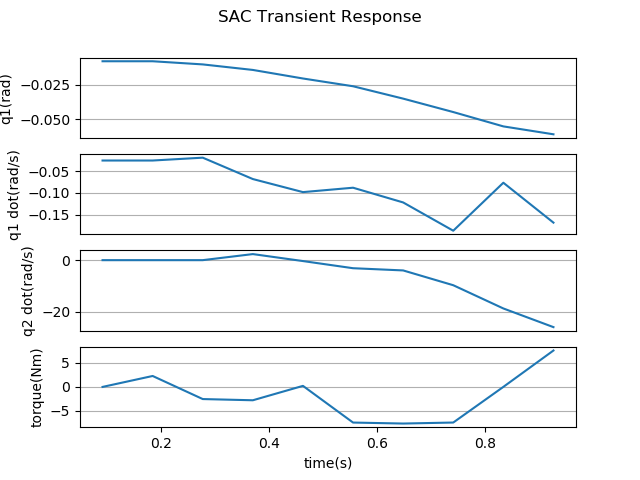 SAC Transient Response
q1(rad)
−0.025
−0.050
q1 dot(rad/s)
−0.05
−0.10
−0.15
q2 dot(rad/s)
0
−20
torque(Nm)
5
0
−5
0.2 0.4 0.6 0.8
time(s)